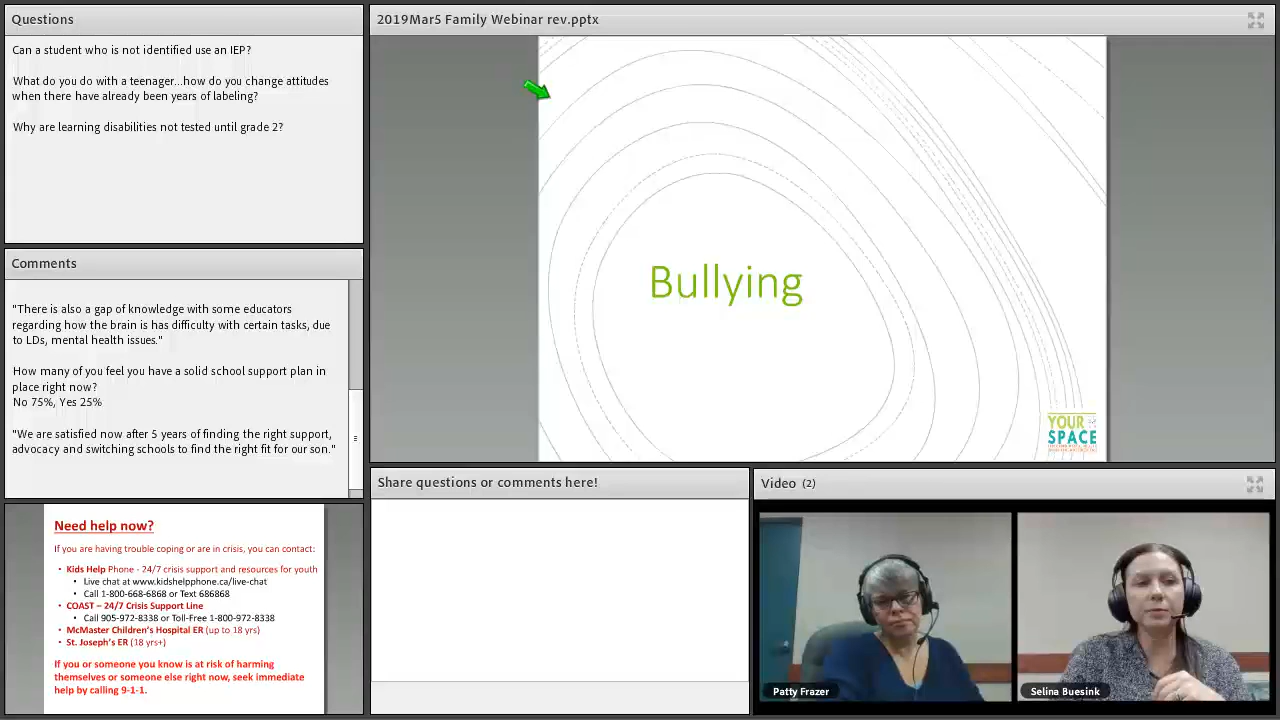 Questions
Can a student who is not identified use an IEP?
What do you do with a teenager...how do you change attitudes
when there have already been years of labeling?
Why are learning disabilities not tested until grade 2?
Comments
"There is also a gap of knowledge with some educators
regarding how the brain is has difficulty with certain tasks, due
to LDs, mental health issues."
How many of you feel you have a solid school support plan in
place right now?
No 75%, Yes 25%
"We are satisfied now after 5 years of finding the right support,
advocacy and switching schools to find the right fit for our son."
Need help now?
If you are having trouble coping or are in crisis, you can contact:
• Kids Help Phone - 24/7 crisis support and resources for youth
• Live chat at www.kidshelpphone.ca/live-chat
• Call 1-800-668-6868 or Text 686868
• COAST – 24/7 Crisis Support Line
• Call 905-972-8338 or Toll-Free 1-800-972-8338
• McMaster Children's Hospital ER (up to 18 yrs)
• St. Joseph's ER (18 yrs+)
If you or someone you know is at risk of harming
themselves or someone else right now, seek immediate
help by calling 9-1-1.
2019Mar5 Family Webinar rev.pptx
Bullying
YOUR
SPACE
Share questions or comments here!
Video (2)
Patty Frazer
Selina Buesink